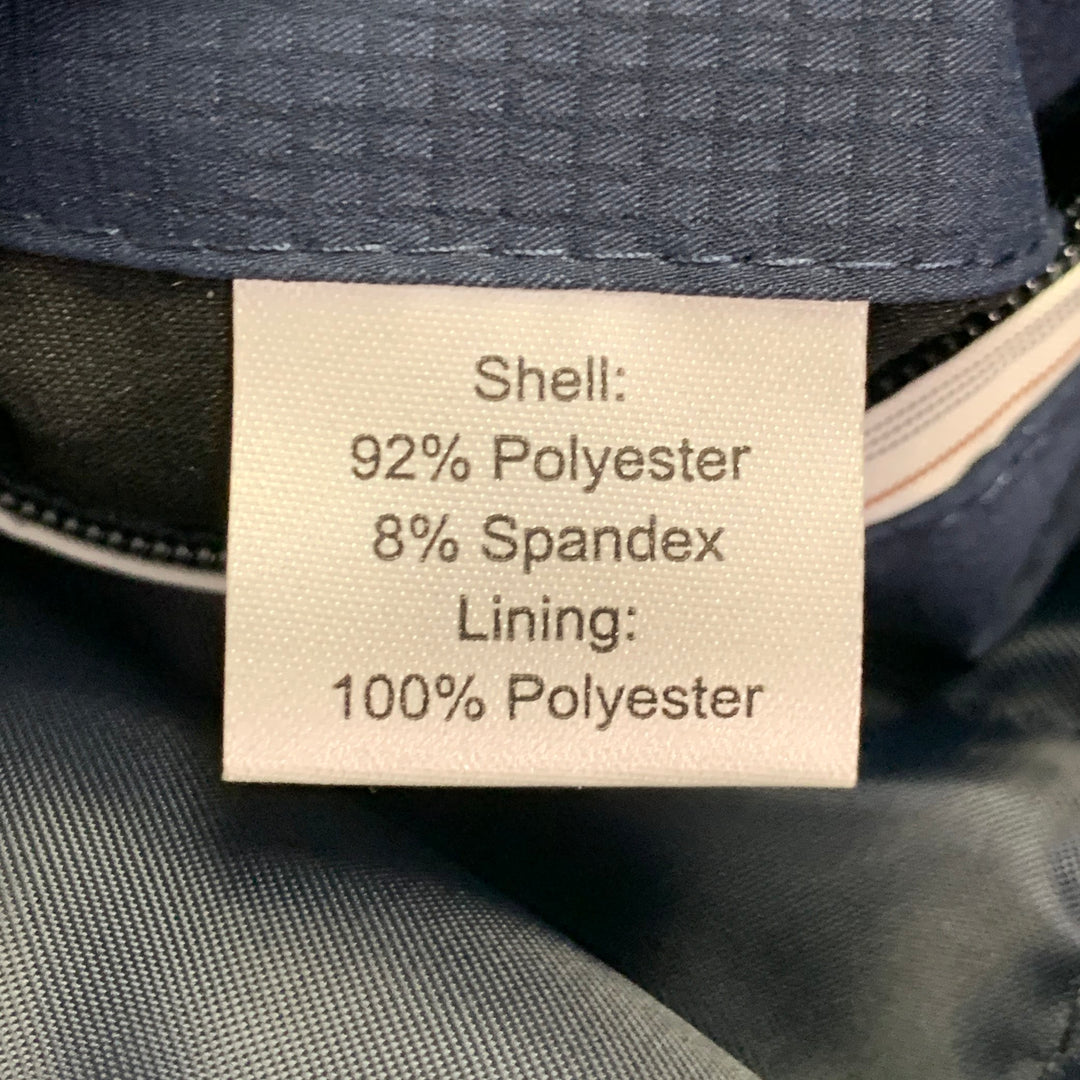 Shell:
92% Polyester
8% Spandex
Lining:
100% Polyester